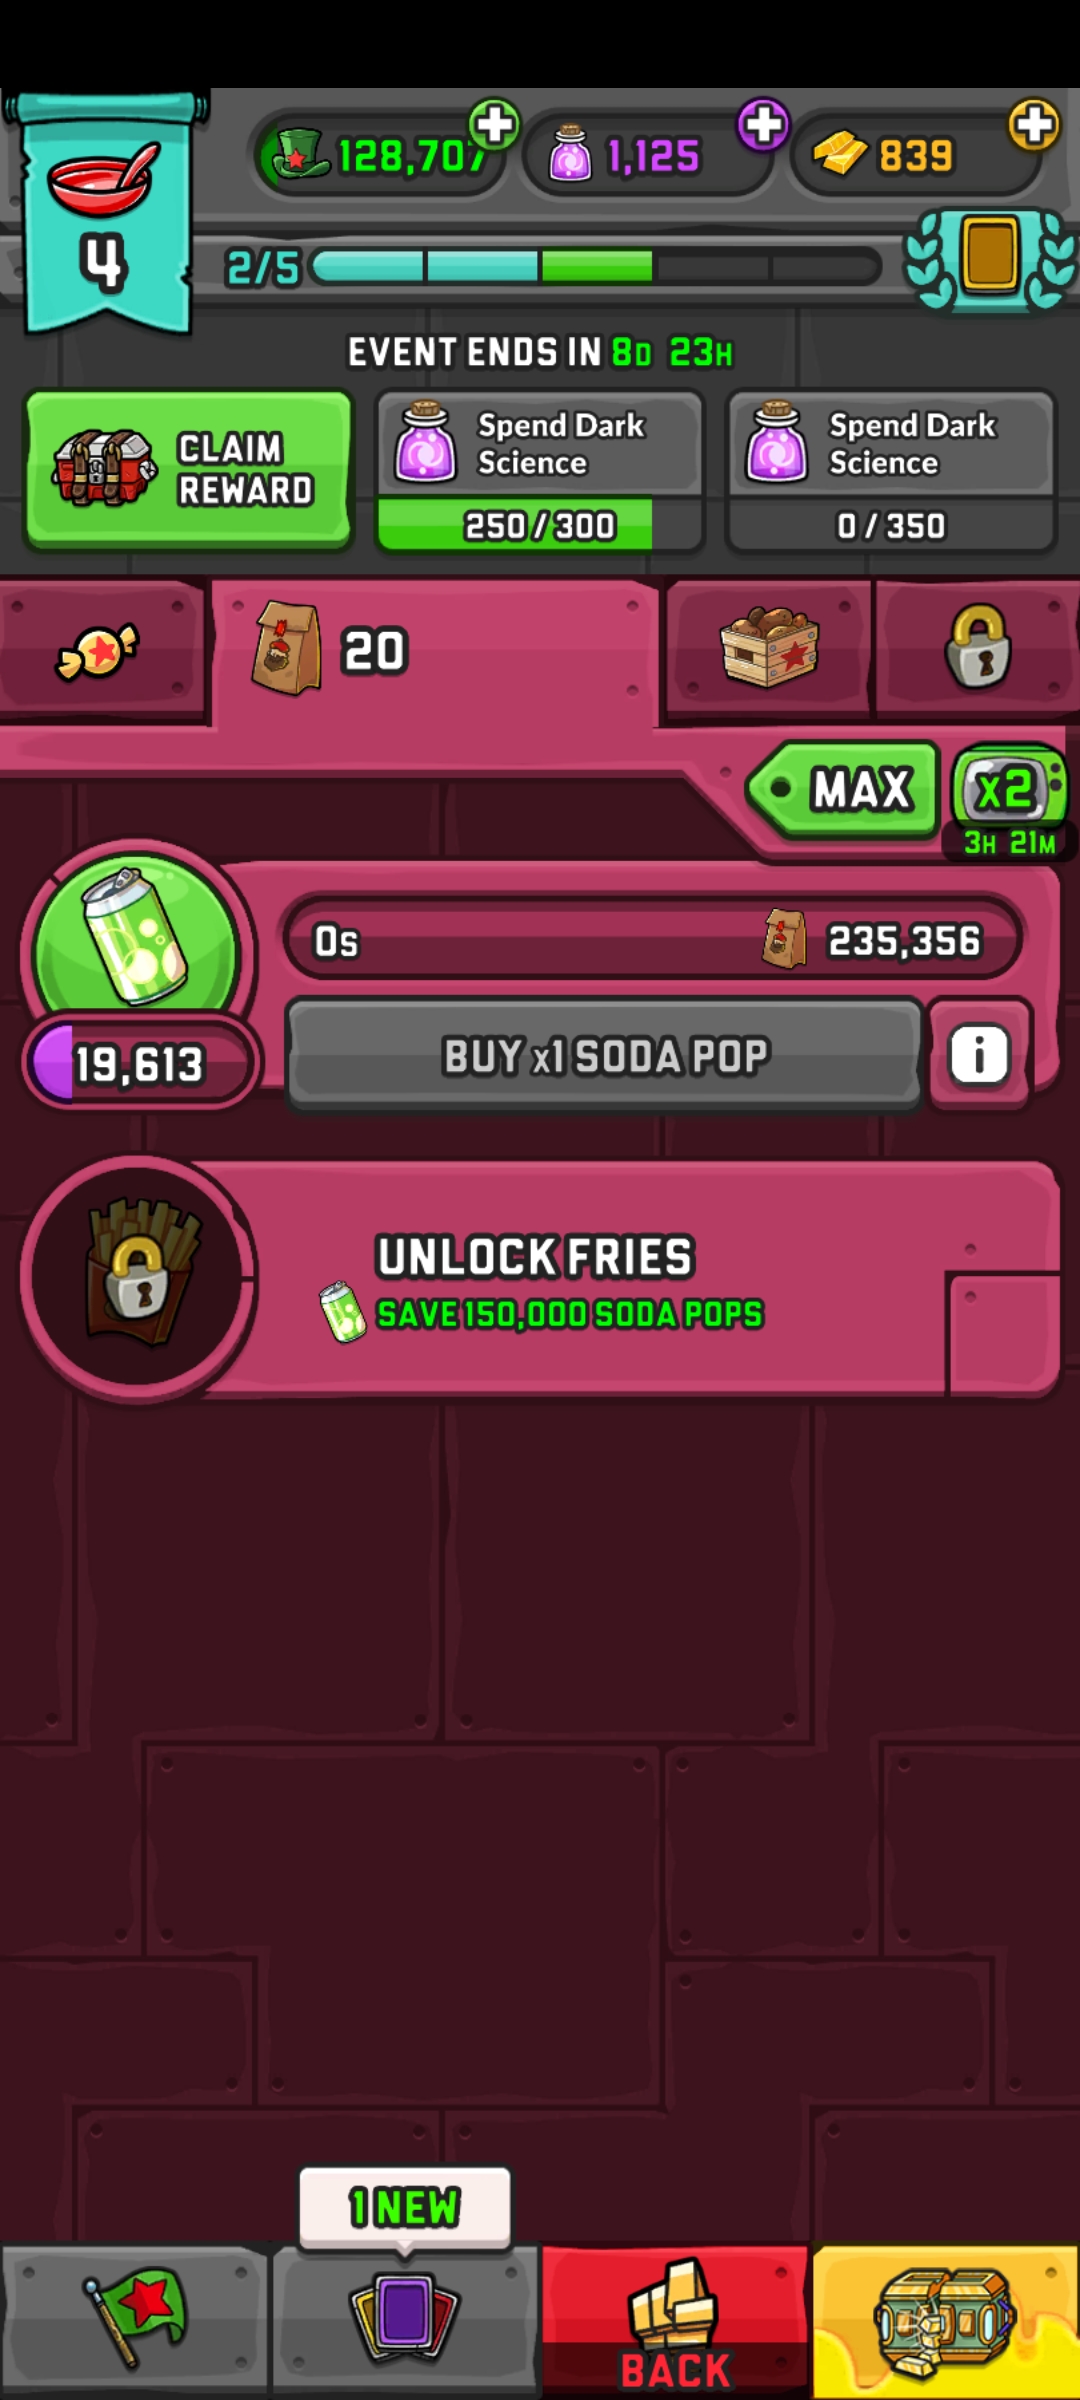 128,707
1,125
839
4
2/5
EVENT ENDS IN 8D 23H
CLAIM
REWARD
Spend Dark
Science
250/300
Spend Dark
Science
0/350
20
MAX
x2
3H 21M
0s
235,356
19,613
BUY x1 SODA POP
i
UNLOCK FRIES
SAVE 150,000 SODA POPS
1 NEW
BACK